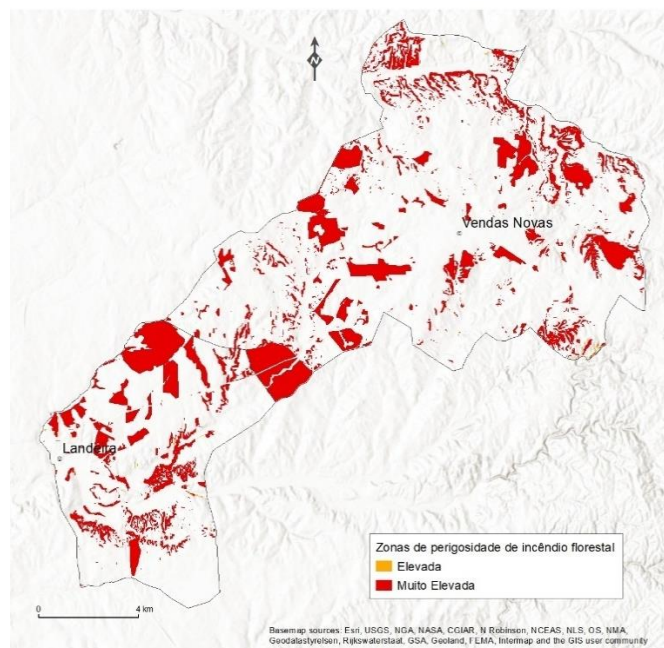 N
Vendas Novas
Landeira
Zonas de perigosidade de incêndio florestal
Elevada
Muito Elevada
0 4 km
Basemap sources: Esri, USGS, NGA, NASA, CGIAR, N Robinson, NCEAS, NLS, OS, NMA,
Geodatastyrelsen, Rijkswaterstaat, GSA, Geoland, FEMA, Intermap and the GIS user community